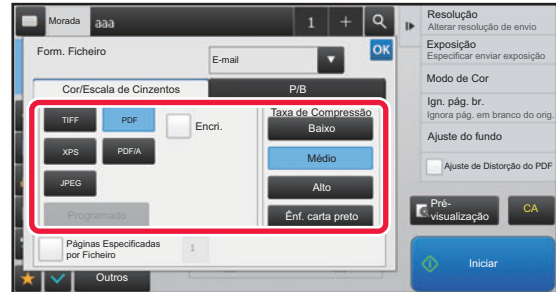 Morada
aaa
1
Form. Ficheiro
E-mail
OK
Cor/Escala de Cinzentos
P/B
TIFF
PDF
Encri.
XPS
PDF/A
JPEG
Programado
Taxa de Compressão
Baixo
Médio
Alto
Ênf. carta preto
Páginas Especificadas
por Ficheiro
1
Outros
Resolução
Alterar resolução de envio
Exposição
Especificar enviar exposição
Modo de Cor
Ign. pág. br.
Ignora pág. em branco do orig.
Ajuste do fundo
Ajuste de Distorção do PDF
Pré-
visualização
CA
Iniciar